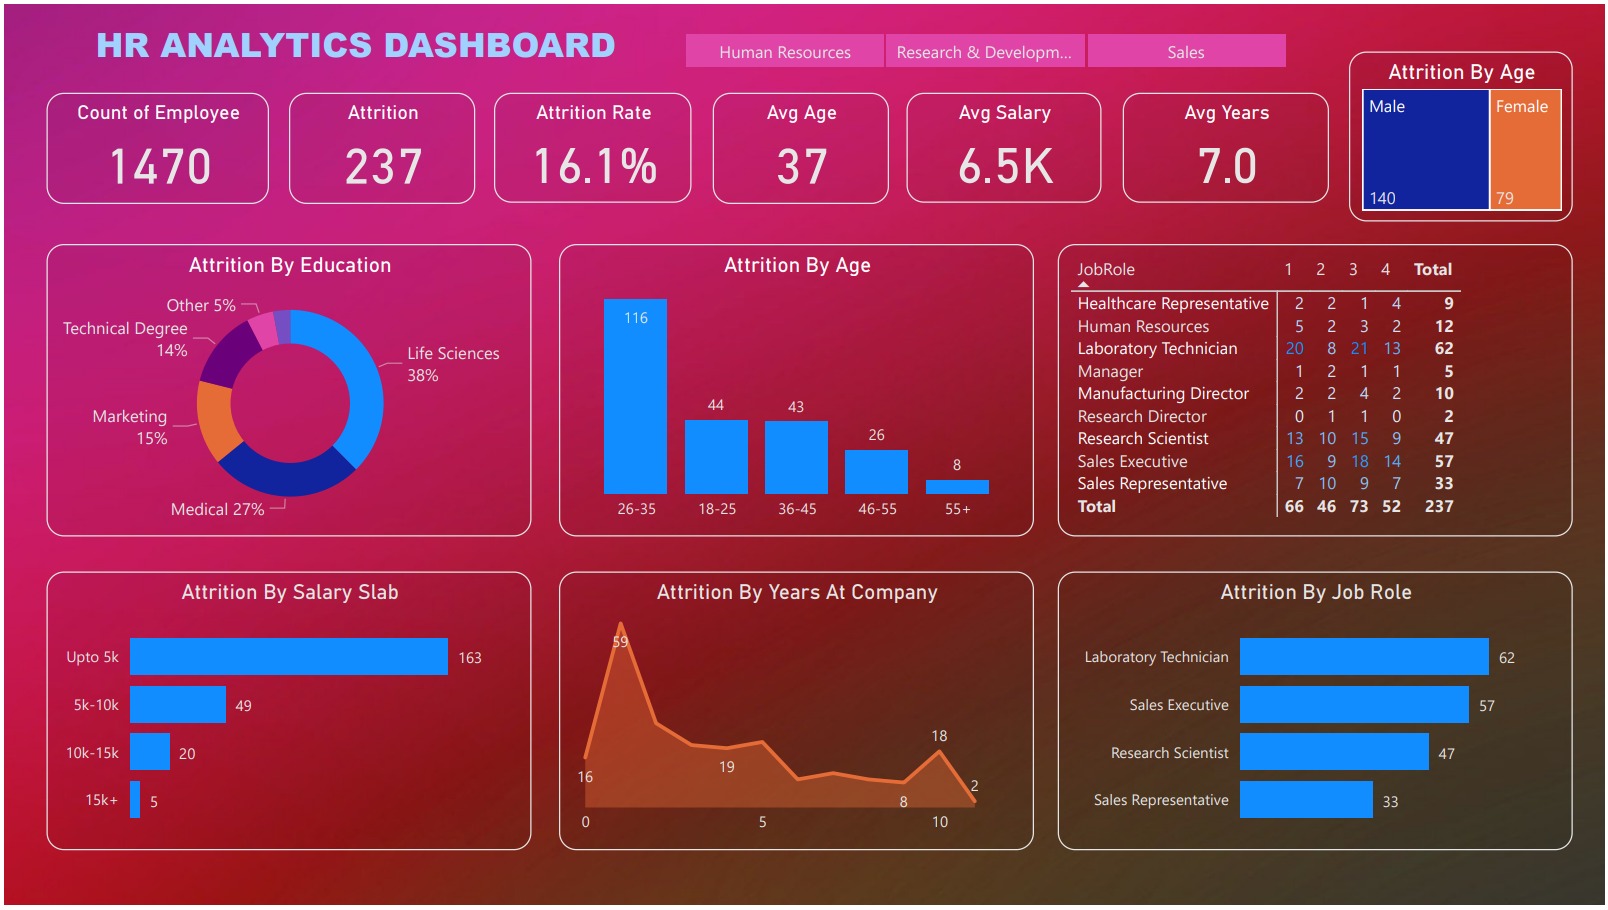 HR ANALYTICS DASHBOARD
Human Resources
Research & Developm...
Sales
Count of Employee
1470
Attrition
237
Attrition Rate
16.1%
Avg Age
37
Avg Salary
6.5K
Avg Years
7.0
Attrition By Age
Male
Female
140
79
Attrition By Education
Other 5%
Technical Degree
14%
Life Sciences
38%
Marketing
15%
Medical 27%
Attrition By Age
116
44
43
26
8
26-35 18-25 36-45 46-55 55+
JobRole 1 2 3 4 Total
Healthcare Representative 2 2 1 4 9
Human Resources 5 2 3 2 12
Laboratory Technician 20 8 21 13 62
Manager 1 2 1 1 5
Manufacturing Director 2 2 4 2 10
Research Director 0 1 1 0 2
Research Scientist 13 10 15 9 47
Sales Executive 16 9 18 14 57
Sales Representative 7 10 9 7 33
Total 66 46 73 52 237
Attrition By Salary Slab
Upto 5k 163
5k-10k 49
10k-15k 20
15k+ 5
Attrition By Years At Company
59
16
19
18
8
2
0 5 10
Attrition By Job Role
Laboratory Technician 62
Sales Executive 57
Research Scientist 47
Sales Representative 33